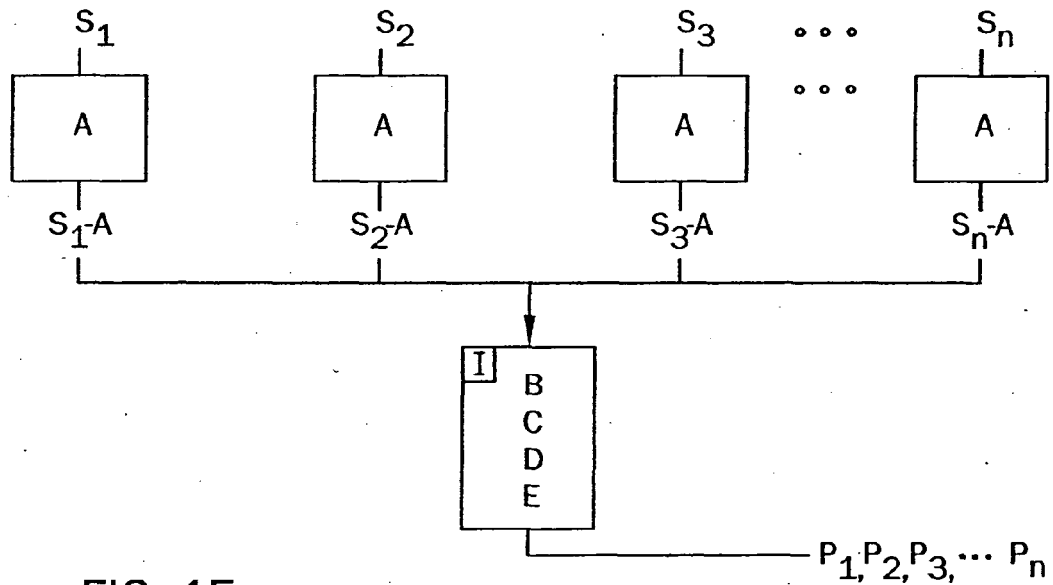 S1 S2 S3 ∘∘∘ Sn
A A A ∘∘∘ A
S1-A S2-A S3-A Sn-A
I
B
C
D
E
P1, P2, P3, ··· Pn